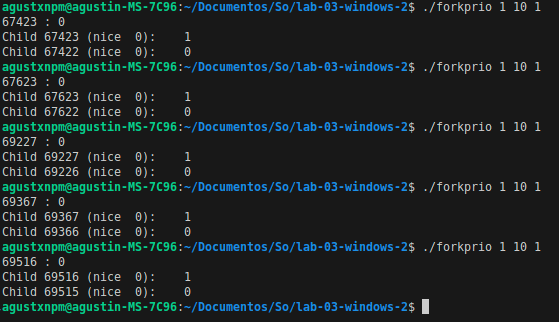 agustxnpm@agustin-MS-7C96:~/Documentos/So/lab-03-windows-2$ ./forkprio 1 10 1
67423 : 0
Child 67423 (nice  0):    1
Child 67422 (nice  0):    0
agustxnpm@agustin-MS-7C96:~/Documentos/So/lab-03-windows-2$ ./forkprio 1 10 1
67623 : 0
Child 67623 (nice  0):    1
Child 67622 (nice  0):    0
agustxnpm@agustin-MS-7C96:~/Documentos/So/lab-03-windows-2$ ./forkprio 1 10 1
69227 : 0
Child 69227 (nice  0):    1
Child 69226 (nice  0):    0
agustxnpm@agustin-MS-7C96:~/Documentos/So/lab-03-windows-2$ ./forkprio 1 10 1
69367 : 0
Child 69367 (nice  0):    1
Child 69366 (nice  0):    0
agustxnpm@agustin-MS-7C96:~/Documentos/So/lab-03-windows-2$ ./forkprio 1 10 1
69516 : 0
Child 69516 (nice  0):    1
Child 69515 (nice  0):    0
agustxnpm@agustin-MS-7C96:~/Documentos/So/lab-03-windows-2$